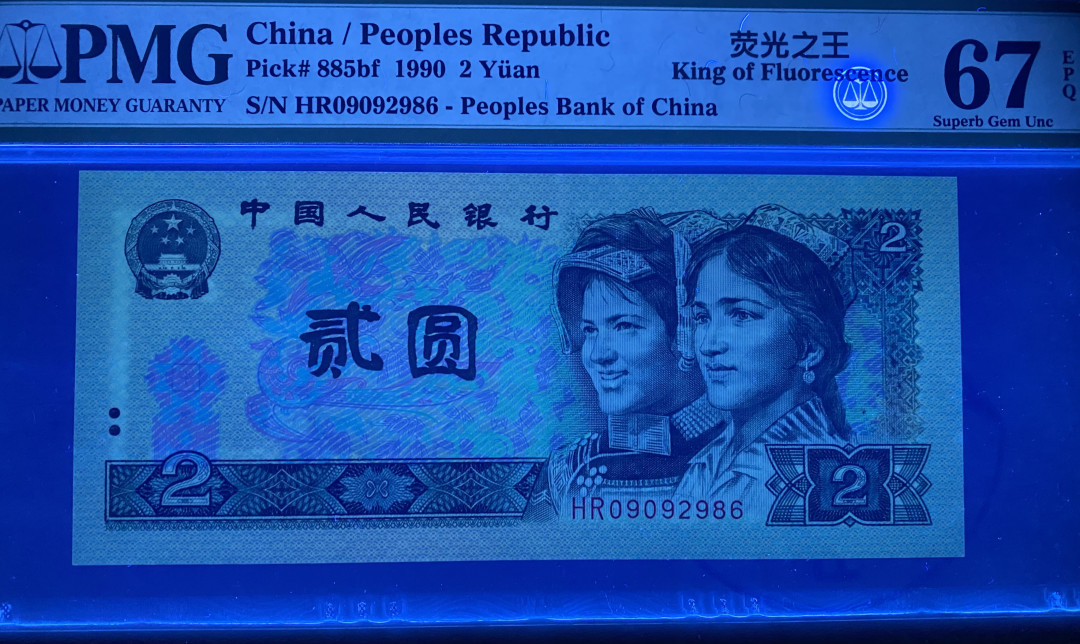 PMG
PAPER MONEY GUARANTY
China / Peoples Republic
Pick# 885bf 1990 2 Yüan
S/N HR09092986 - Peoples Bank of China
荧光之王
King of Fluorescence
67
EPQ
Superb Gem Unc
中国人民银行
2
贰圆
2
2
HR09092986